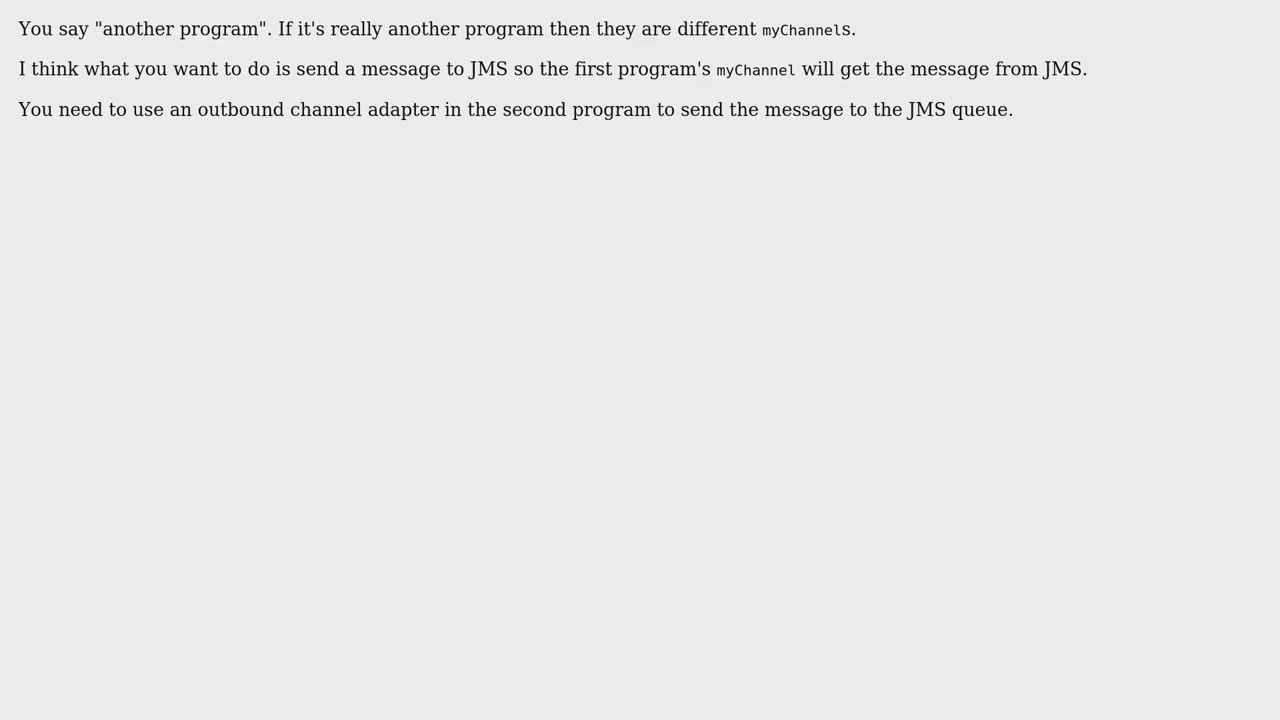 You say "another program". If it's really another program then they are different myChannels.
I think what you want to do is send a message to JMS so the first program's myChannel will get the message from JMS.
You need to use an outbound channel adapter in the second program to send the message to the JMS queue.